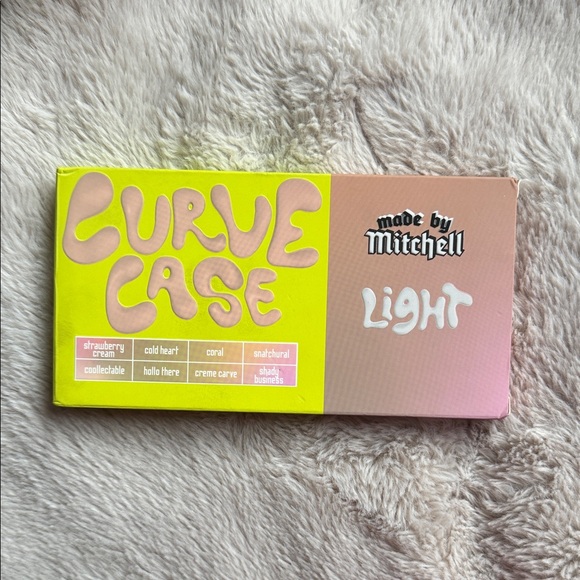 CURVE
CASE
strawberry
cream
cold heart
coral
snatchural
coollectable
hollo there
creme carve
shady
business
made by
Mitchell
LIGHT